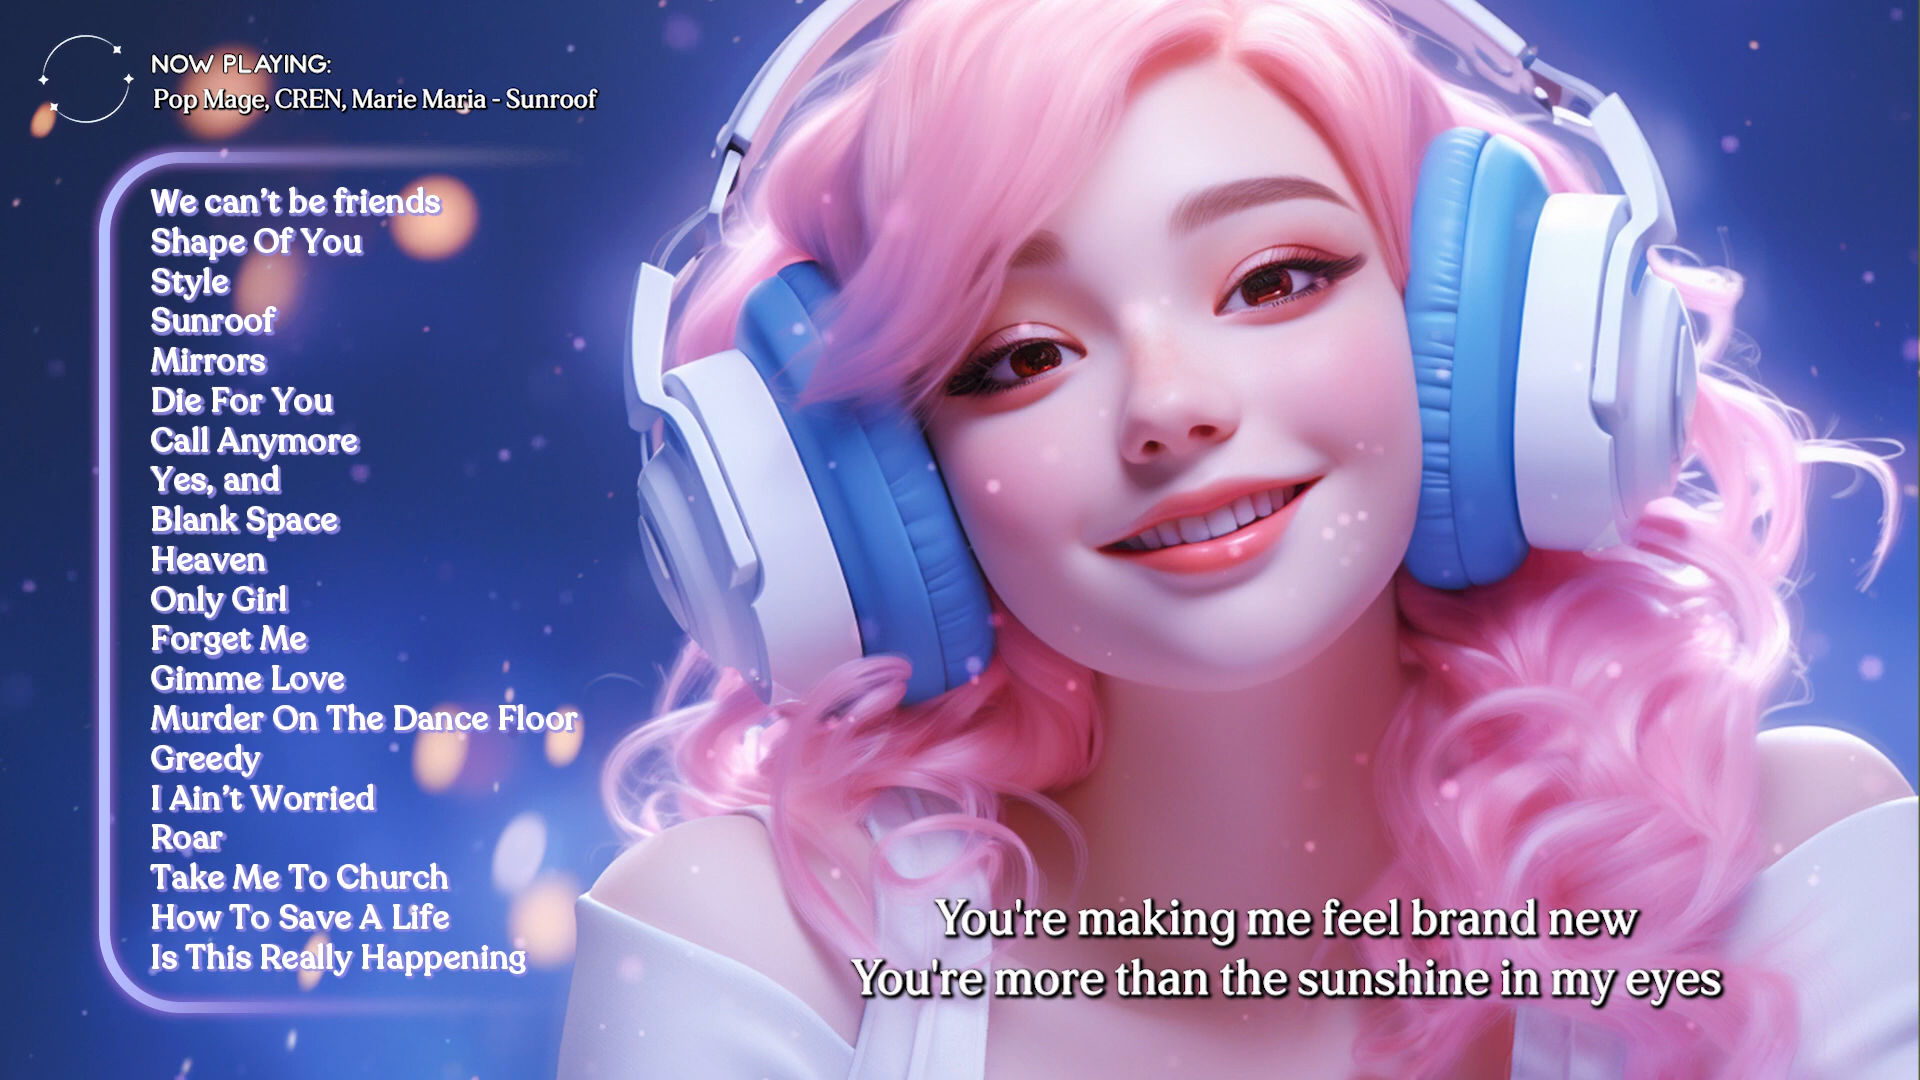 NOW PLAYING:
Pop Mage, CREN, Marie Maria - Sunroof
We can't be friends
Shape Of You
Style
Sunroof
Mirrors
Die For You
Call Anymore
Yes, and
Blank Space
Heaven
Only Girl
Forget Me
Gimme Love
Murder On The Dance Floor
Greedy
I Ain't Worried
Roar
Take Me To Church
How To Save A Life
Is This Really Happening
You're making me feel brand new
You're more than the sunshine in my eyes